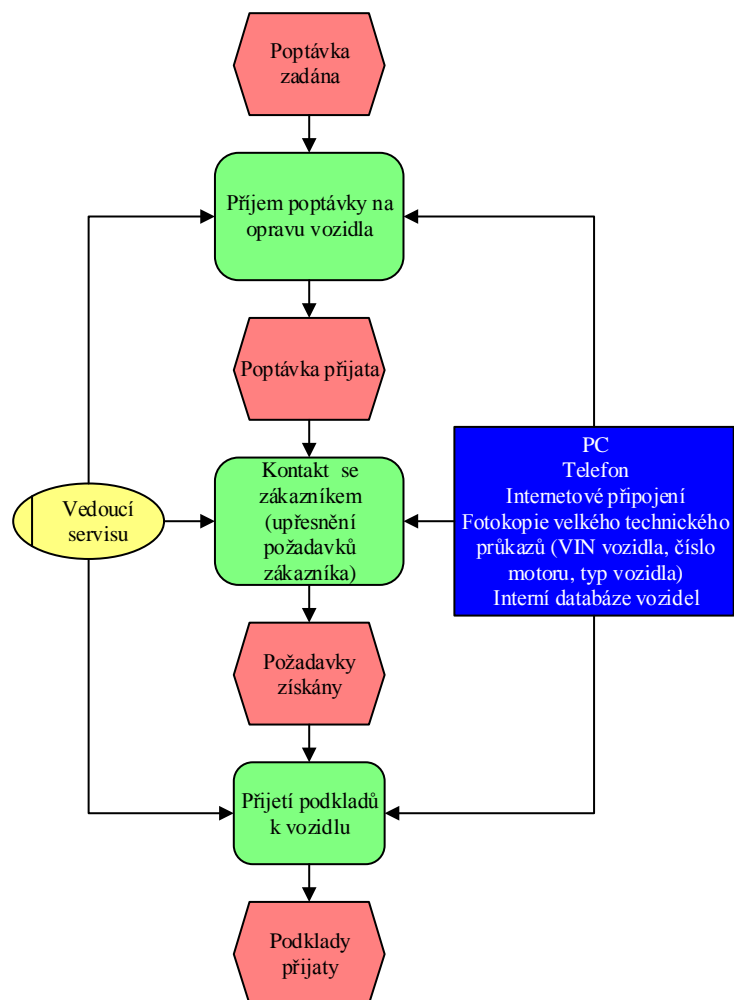 Poptávka
zadána
Příjem poptávky na
opravu vozidla
Poptávka přijata
Kontakt se
zákazníkem
(upřesnění
požadavků
zákazníka)
Vedoucí
servisu
PC
Telefon
Internetové připojení
Fotokopie velkého technického
průkazů (VIN vozidla, číslo
motoru, typ vozidla)
Interní databáze vozidel
Požadavky
získány
Přijetí podkladů
k vozidlu
Podklady
přijaty